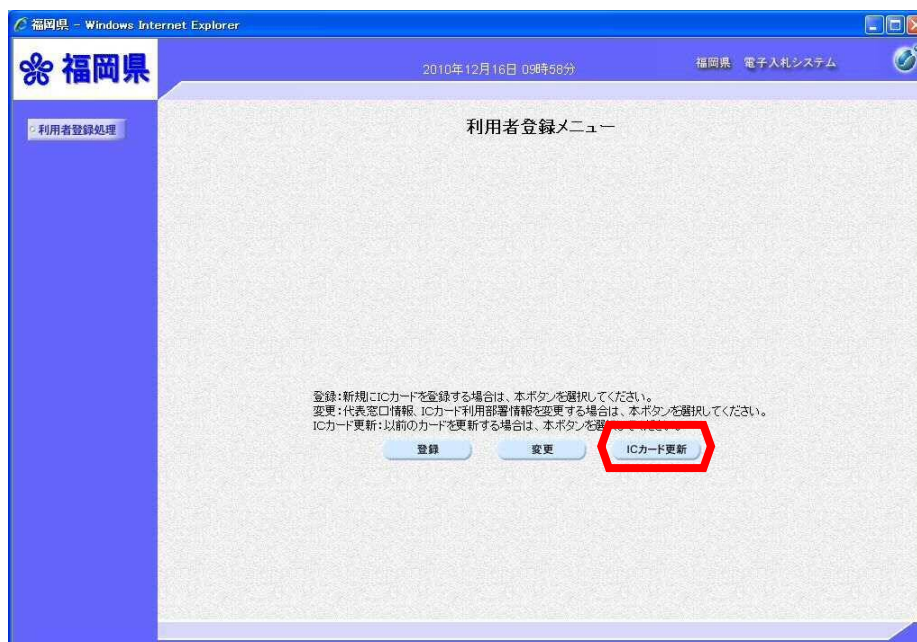 福岡県 - Windows Internet Explorer
福岡県
2010年12月16日 09時58分
福岡県 電子入札システム
利用者登録処理
利用者登録メニュー
登録:新規にICカードを登録する場合は、本ボタンを選択してください。
変更:代表窓口情報、ICカード利用部署情報を変更する場合は、本ボタンを選択してください。
ICカード更新:以前のカードを更新する場合は、本ボタンを選択してください。
登録
変更
ICカード更新